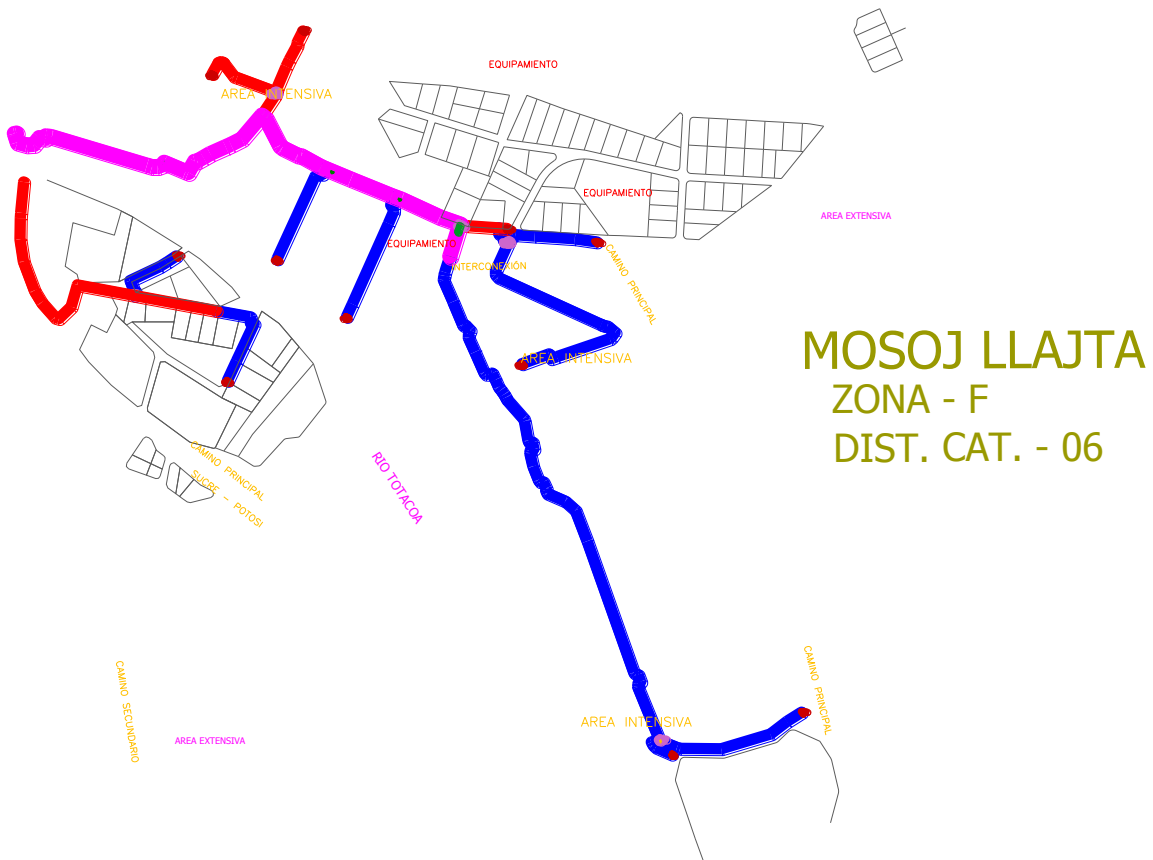 EQUIPAMIENTO
AREA INTENSIVA
EQUIPAMIENTO
AREA EXTENSIVA
EQUIPAMIENTO
INTERCONEXIÓN
CAMINO PRINCIPAL
AREA INTENSIVA
MOSOJ LLAJTA
ZONA - F
DIST. CAT. - 06
CAMINO PRINCIPAL
SUCRE - POTOSI
RIO TOTACOA
CAMINO SECUNDARIO
AREA EXTENSIVA
AREA INTENSIVA
CAMINO PRINCIPAL